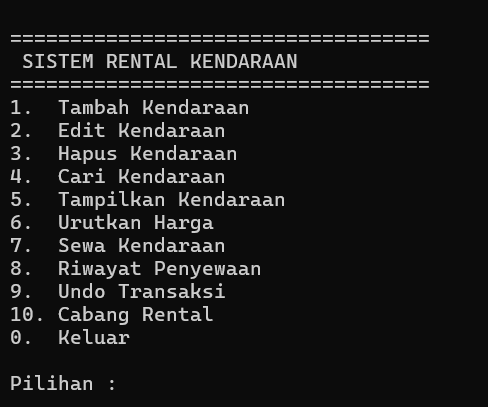 ===================================
SISTEM RENTAL KENDARAAN
===================================
1.  Tambah Kendaraan
2.  Edit Kendaraan
3.  Hapus Kendaraan
4.  Cari Kendaraan
5.  Tampilkan Kendaraan
6.  Urutkan Harga
7.  Sewa Kendaraan
8.  Riwayat Penyewaan
9.  Undo Transaksi
10. Cabang Rental
0.  Keluar
Pilihan :